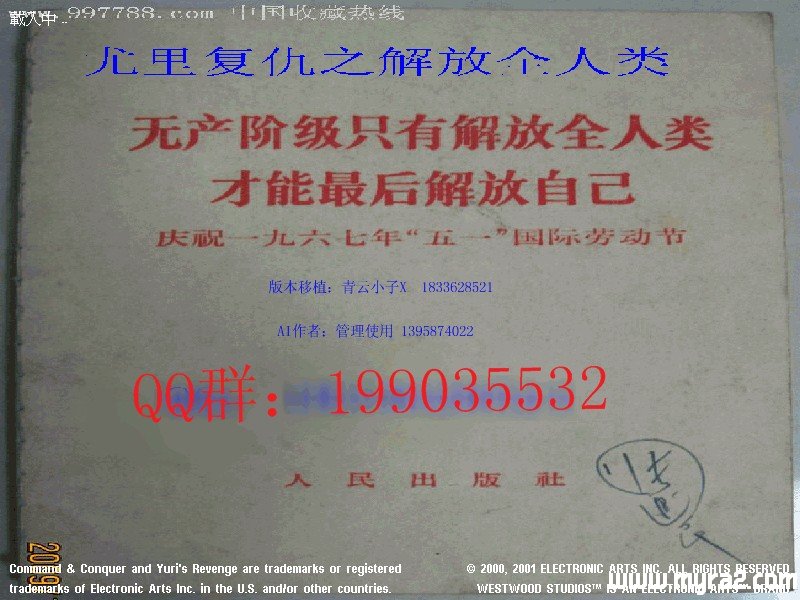 載入中..
www.997788.com 中国收藏热线
尤里复仇之解放全人类
无产阶级只有解放全人类
才能最后解放自己
庆祝一九六七年“五一”国际劳动节
版本移植：青云小子X 1833628521
AI作者：管理使用 1395874022
QQ群：199035532
人民出版社
Command & Conquer and Yuri's Revenge are trademarks or registered
trademarks of Electronic Arts Inc. in the U.S. and/or other countries.
© 2000, 2001 ELECTRONIC ARTS INC. ALL RIGHTS RESERVED
WESTWOOD STUDIOS™ IS AN ELECTRONIC ARTS™ BRAND
www.myra2.com